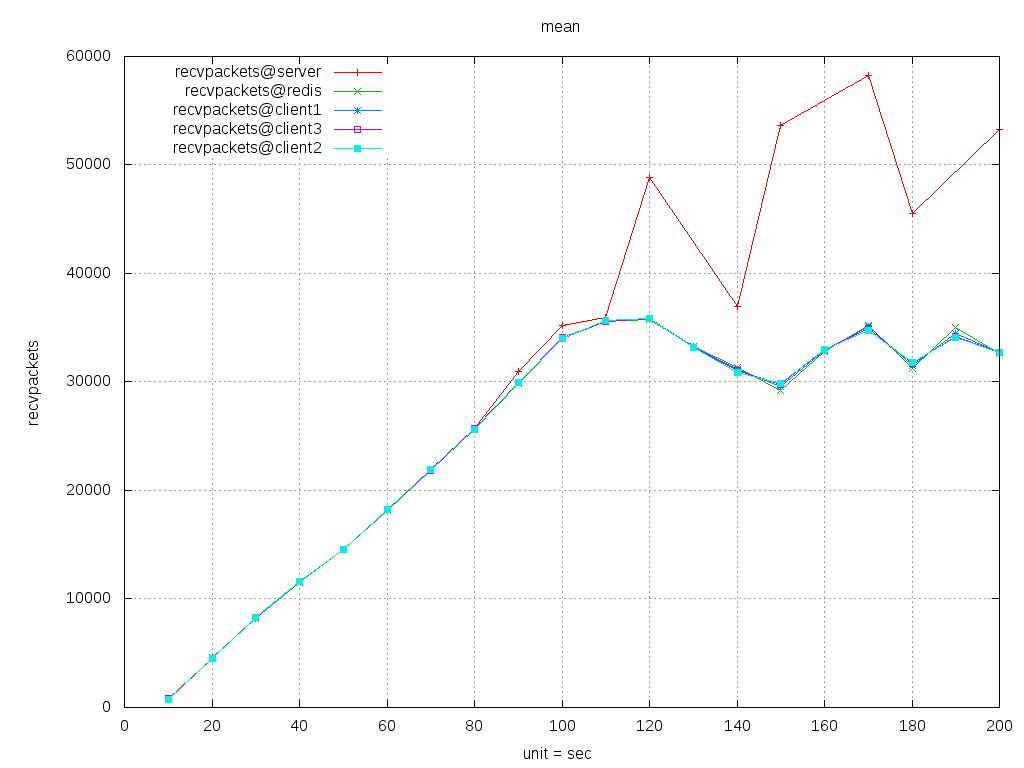 mean
60000
50000
40000
30000
20000
10000
0
recvpackets
recvpackets@server
recvpackets@redis
recvpackets@client1
recvpackets@client3
recvpackets@client2
0 20 40 60 80 100 120 140 160 180 200
unit = sec